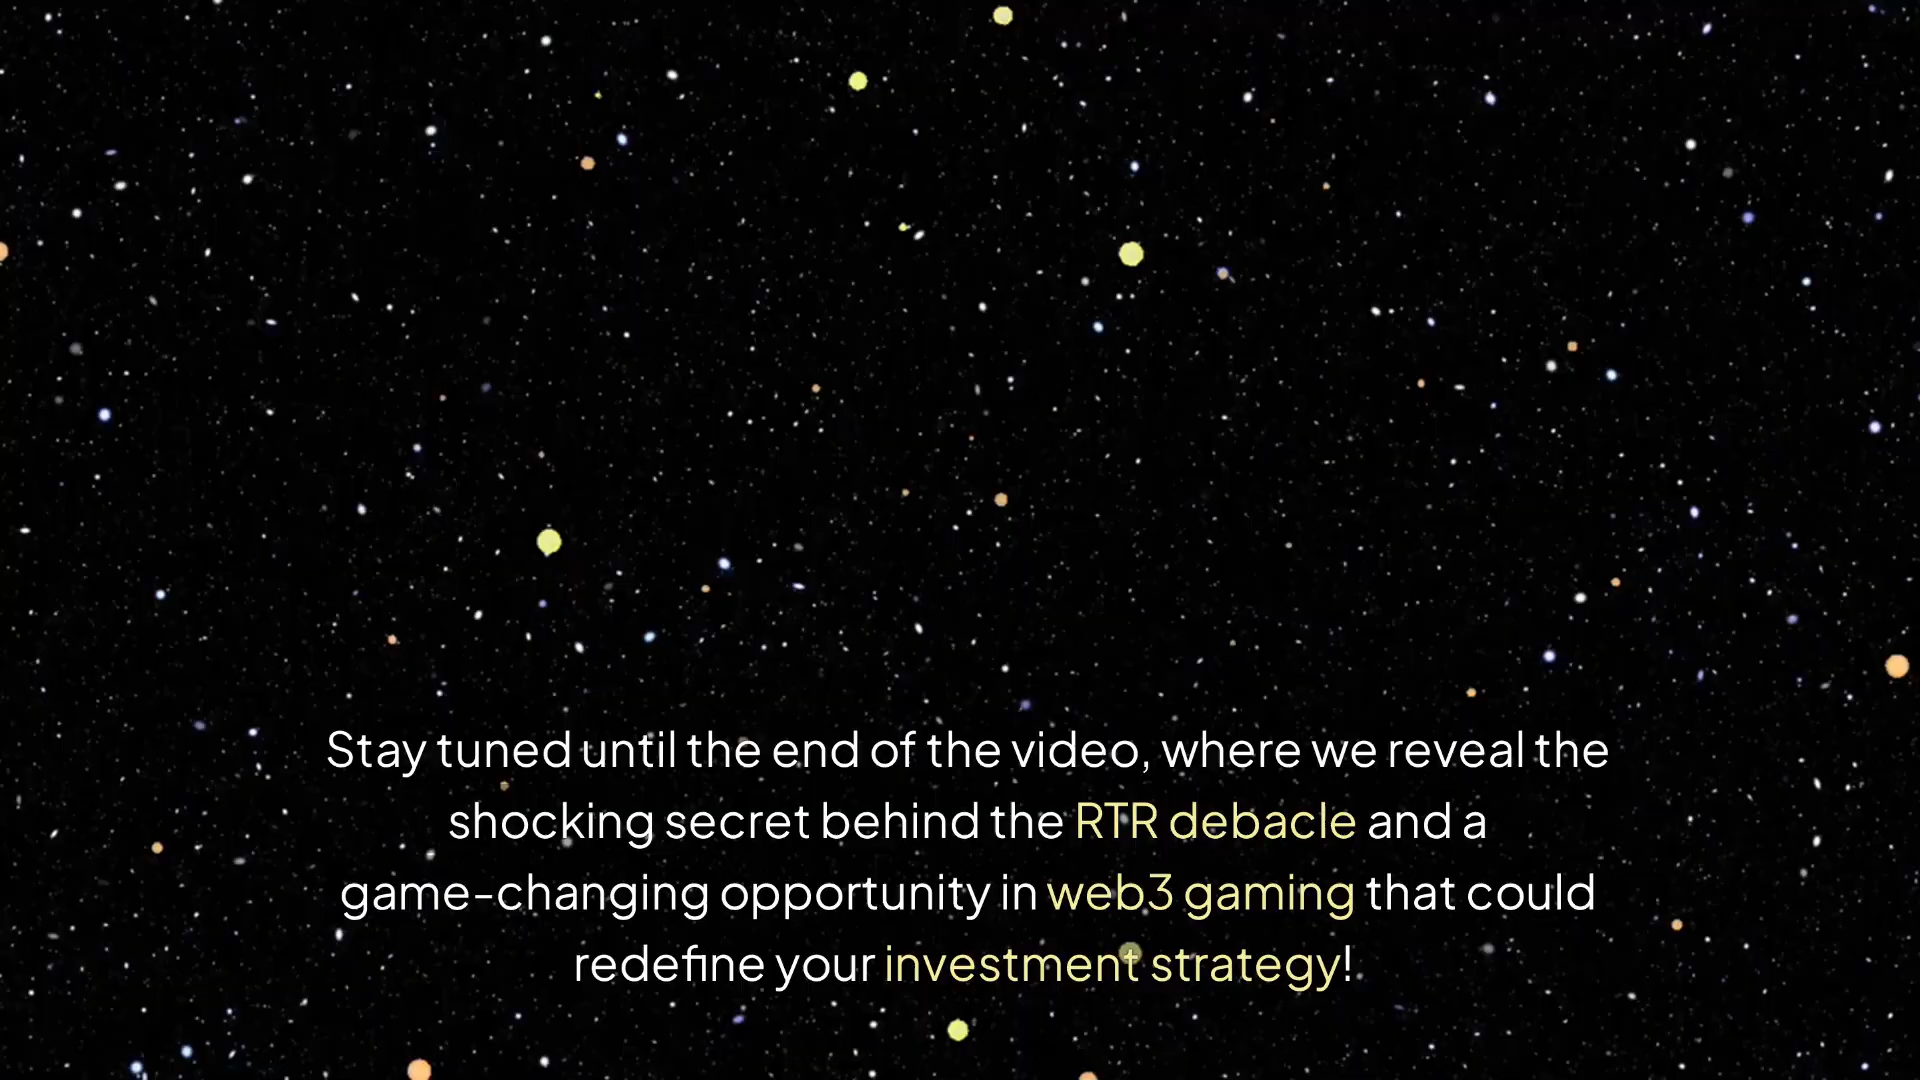 Stay tuned until the end of the video, where we reveal the
shocking secret behind the RTR debacle and a
game-changing opportunity in web3 gaming that could
redefine your investment strategy!